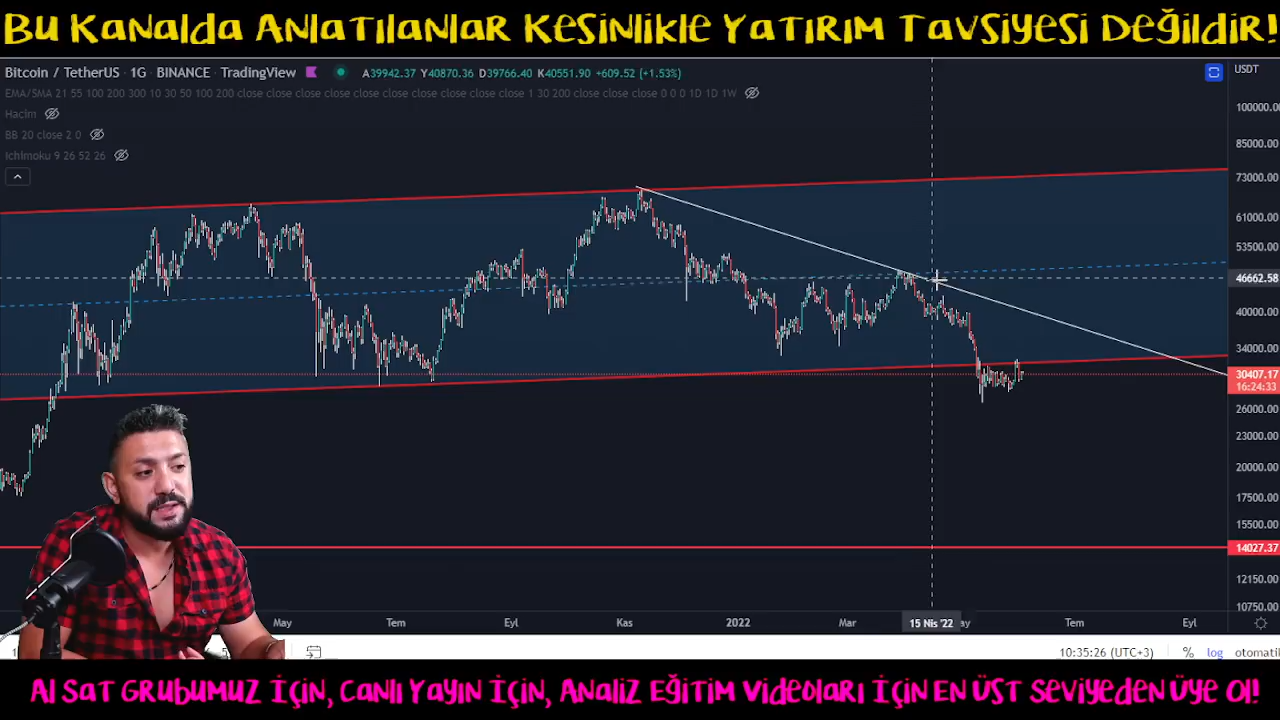 Bu Kanalda Anlatılanlar Kesinlikle Yatırım Tavsiyesi Değildir!
Bitcoin / TetherUS · 1G · BINANCE · TradingView A39942.37 Y40870.36 D39766.40 K40551.90 +609.52 (+1.53%) USDT
EMA/SMA 21 55 100 200 300 10 30 50 100 200 close close close close close close close close close close close 1 30 200 close close close 0 0 0 1D 1D 1W
Hacim
BB 20 close 2 0
Ichimoku 9 26 52 26
100000.00
85000.00
73000.00
61000.00
53500.00
46662.58
40000.00
34000.00
30407.17
16:24:33
26000.00
23000.00
20000.00
17500.00
15500.00
14027.37
12150.00
10750.00
May Tem Eyl Kas 2022 Mar 15 Nis '22 ay Tem Eyl
10:35:26 (UTC+3) % log otomatik
Al Sat Grubumuz İçin, Canlı Yayın İçin, Analiz Eğitim Videoları İçin En Üst Seviyeden Üye Ol!